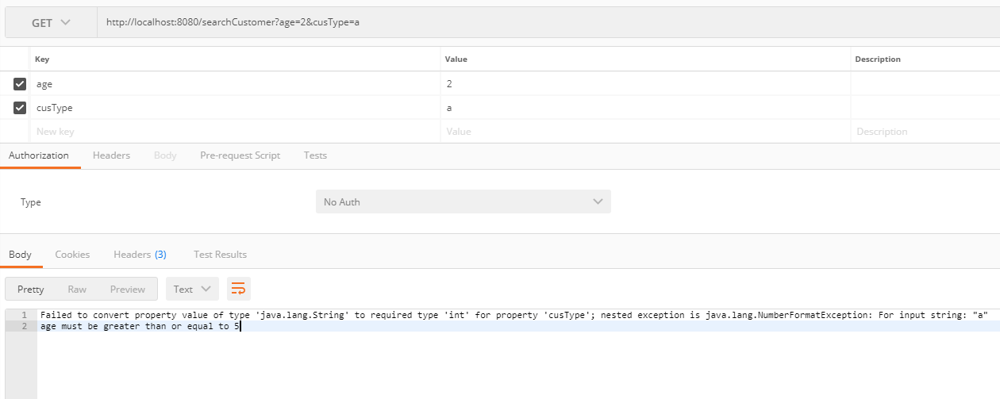 GET http://localhost:8080/searchCustomer?age=2&cusType=a
Key Value Description
age 2
cusType a
New key Value Description
Authorization Headers Body Pre-request Script Tests
Type No Auth
Body Cookies Headers (3) Test Results
Pretty Raw Preview Text
1 Failed to convert property value of type 'java.lang.String' to required type 'int' for property 'cusType'; nested exception is java.lang.NumberFormatException: For input string: "a"
2 age must be greater than or equal to 5